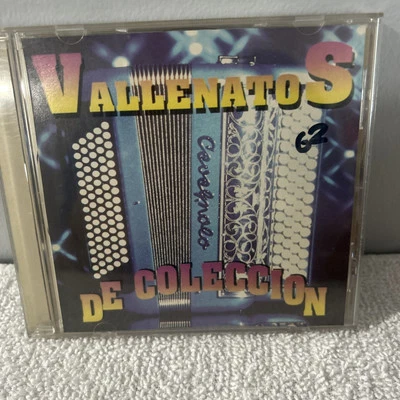 VALLENATOS
62
Cavagnolo
DE COLECCION